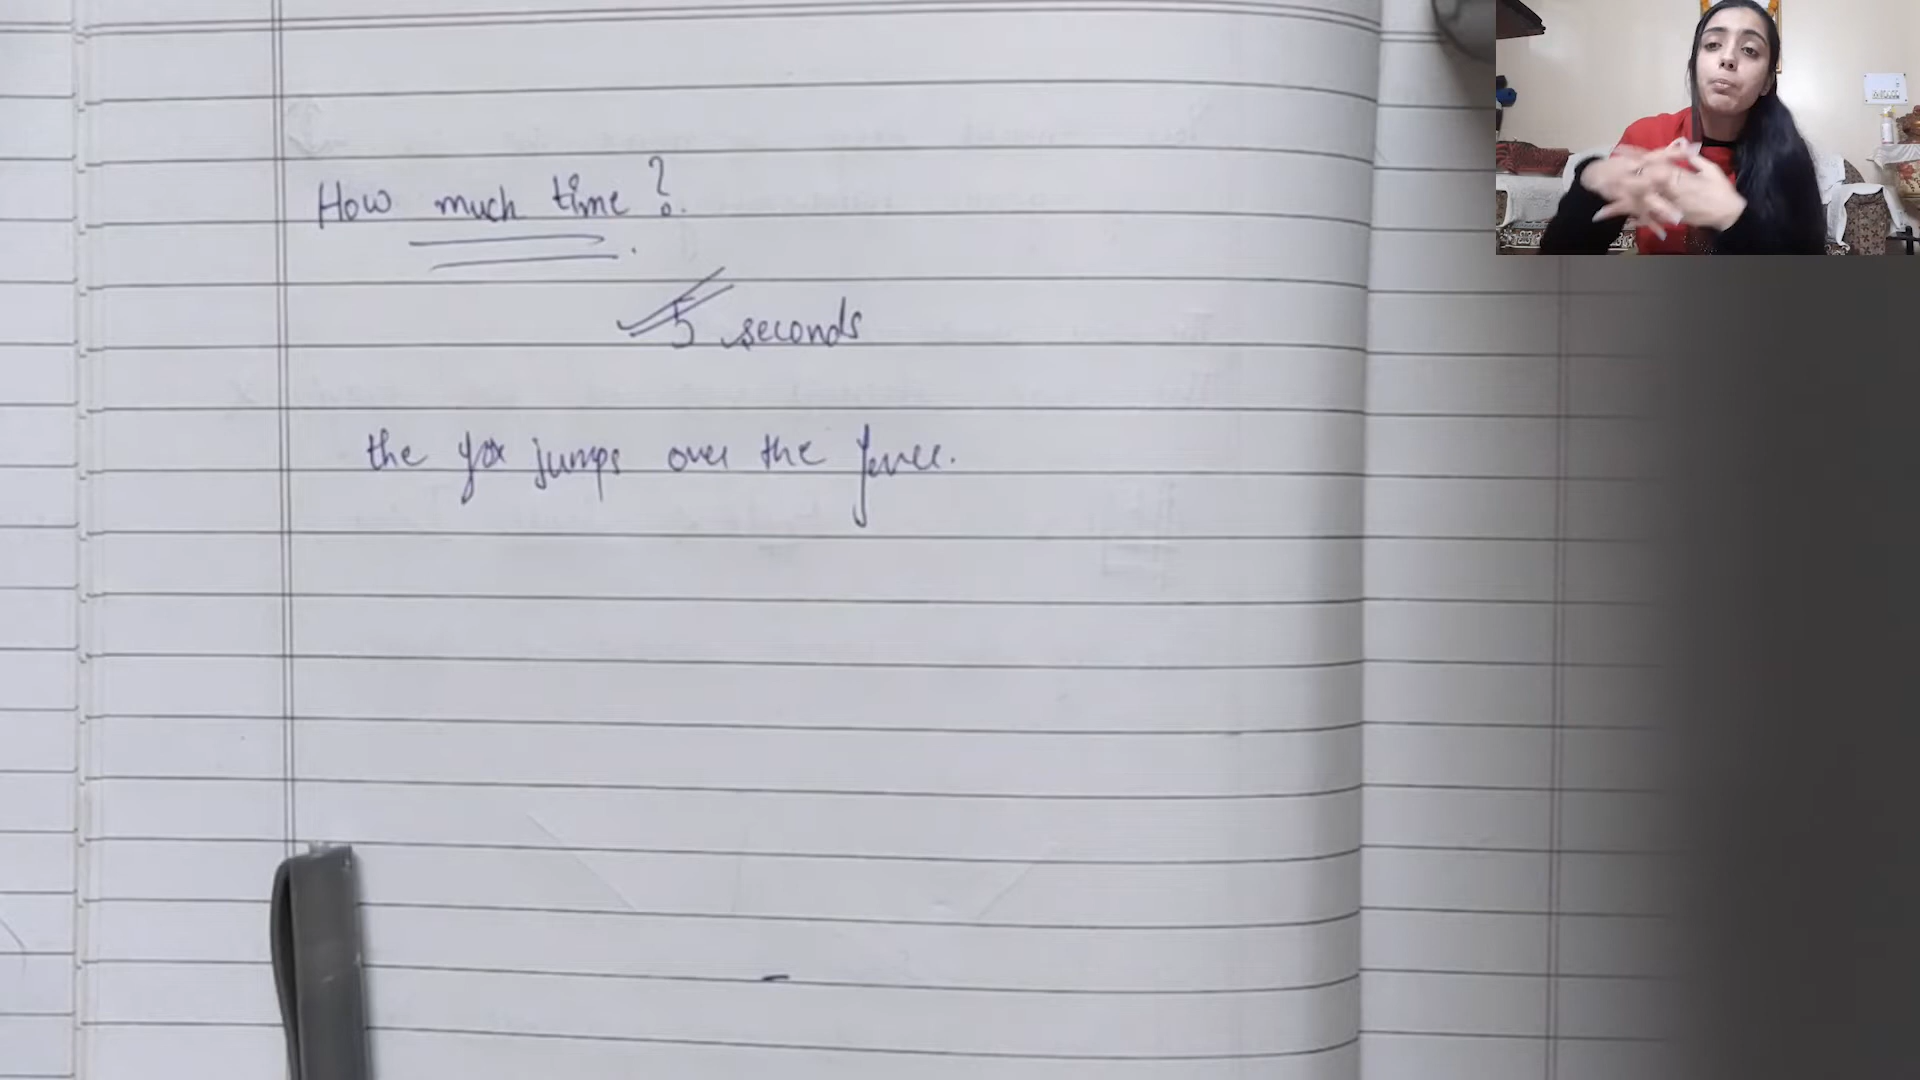 How much time ?
5 seconds
the fox jumps over the fence.